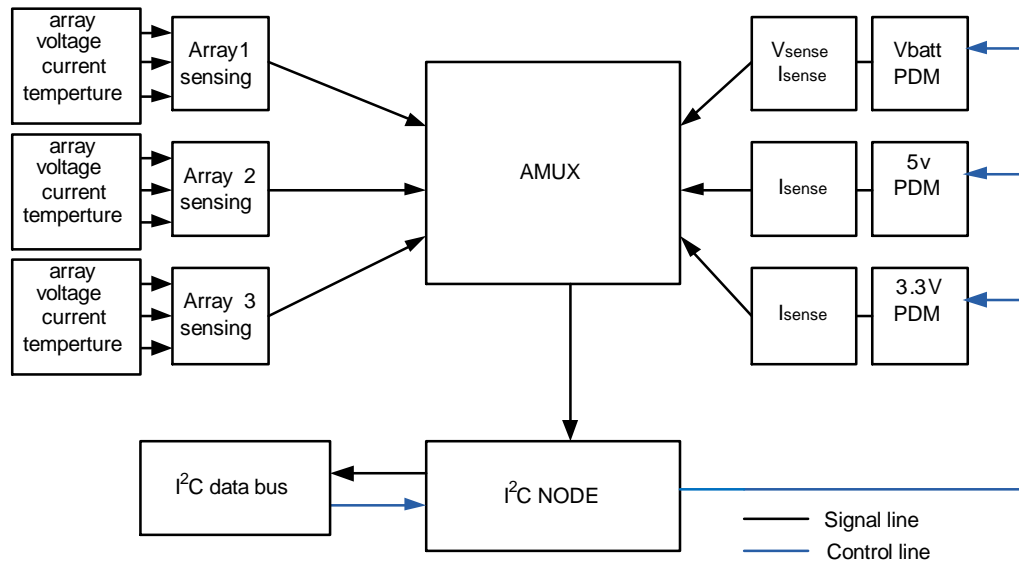 array
voltage
current
temperture
Array1
sensing
array
voltage
current
temperture
Array 2
sensing
array
voltage
current
temperture
Array 3
sensing
AMUX
Vsense
Isense
Vbatt
PDM
Isense
5v
PDM
Isense
3.3V
PDM
I²C data bus
I²C NODE
Signal line
Control line